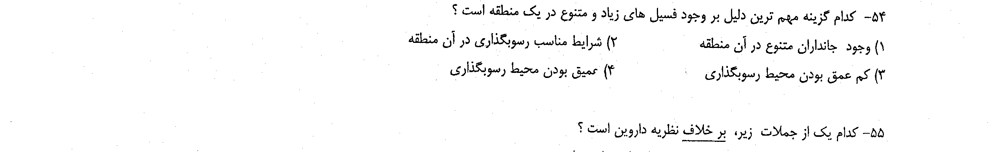 ۵۴- کدام گزینه مهم ترین دلیل بر وجود فسیل های زیاد و متنوع در یک منطقه است ؟
۱) وجود جانداران متنوع در آن منطقه ۲) شرایط مناسب رسوبگذاری در آن منطقه
۳) کم عمق بودن محیط رسوبگذاری ۴) عمیق بودن محیط رسوبگذاری
۵۵- کدام یک از جملات زیر، بر خلاف نظریه داروین است ؟